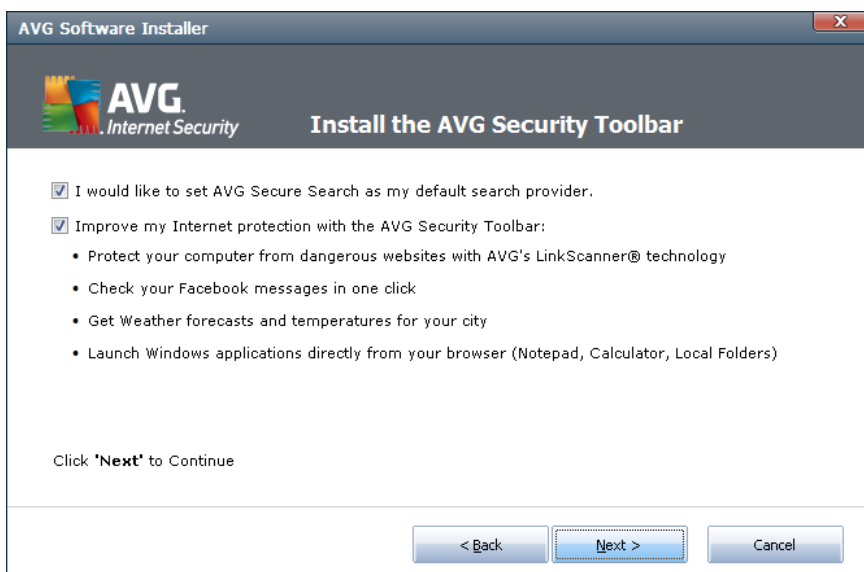 AVG Software Installer
X
AVG.
Internet Security
Install the AVG Security Toolbar
I would like to set AVG Secure Search as my default search provider.
Improve my Internet protection with the AVG Security Toolbar:
• Protect your computer from dangerous websites with AVG's LinkScanner® technology
• Check your Facebook messages in one click
• Get Weather forecasts and temperatures for your city
• Launch Windows applications directly from your browser (Notepad, Calculator, Local Folders)
Click 'Next' to Continue
< Back
Next >
Cancel